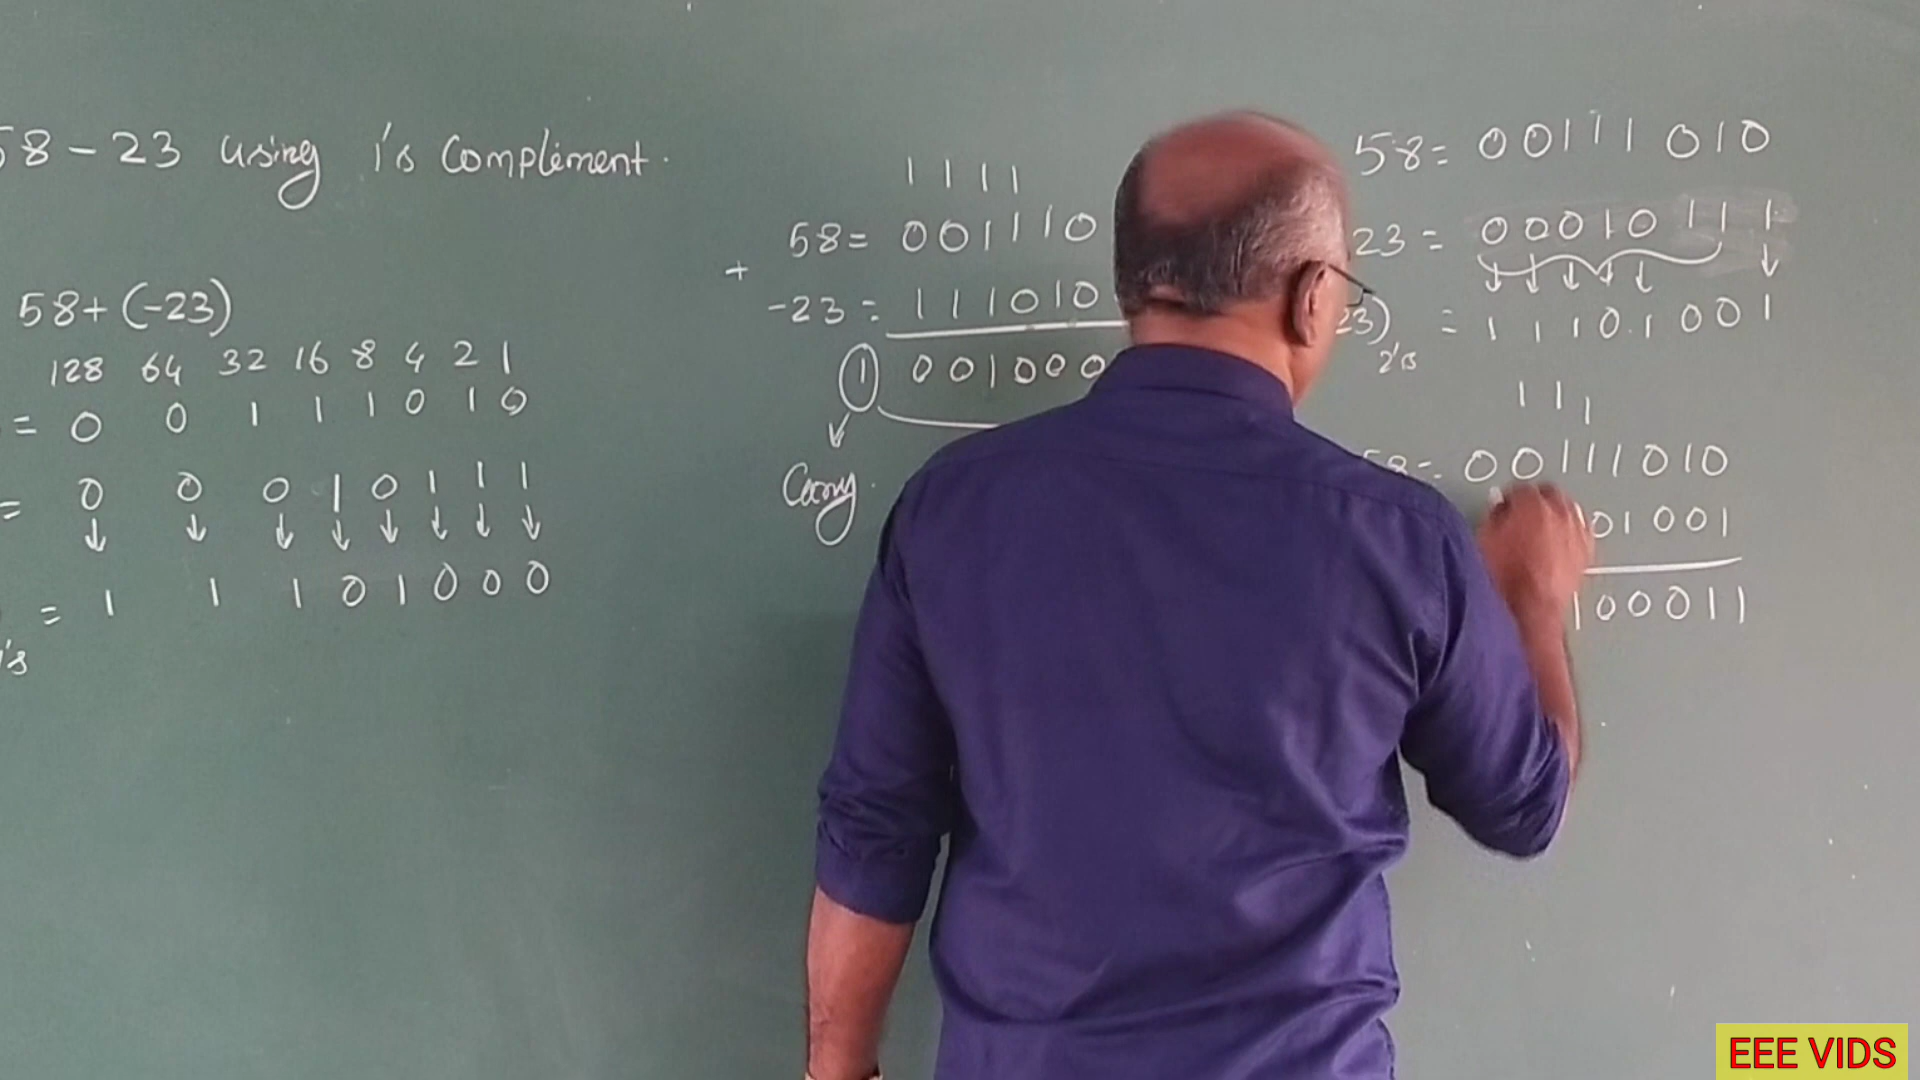 58 - 23 using 1's Complement.
58 + (-23)
128 64 32 16 8 4 2 1
= 0 0 1 1 1 0 1 0
= 0 0 0 1 0 1 1 1
↓ ↓ ↓ ↓ ↓ ↓ ↓ ↓
= 1 1 1 0 1 0 0 0
1's
1 1 1 1
58 = 0 0 1 1 1 0
+
-23 = 1 1 1 0 1 0
1 0 0 1 0 0 0
Carry.
58 = 0 0 1 1 1 0 1 0
23 = 0 0 0 1 0 1 1 1
↓ ↓ ↓ ↓ ↓ ↓
23) 2's = 1 1 1 0 1 0 0 1
1 1 1
58 = 0 0 1 1 1 0 1 0
0 1 0 0 1
1 0 0 0 1 1
EEE VIDS